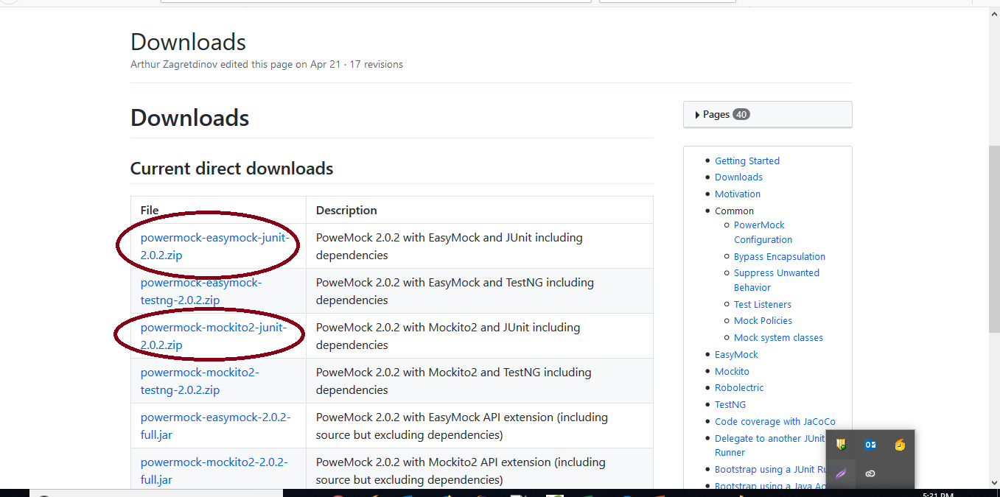 Downloads
Arthur Zagretdinov edited this page on Apr 21 · 17 revisions
Downloads
Current direct downloads
File
Description
powermock-easymock-junit-
2.0.2.zip
PoweMock 2.0.2 with EasyMock and JUnit including
dependencies
powermock-easymock-
testng-2.0.2.zip
PoweMock 2.0.2 with EasyMock and TestNG including
dependencies
powermock-mockito2-junit-
2.0.2.zip
PoweMock 2.0.2 with Mockito2 and JUnit including
dependencies
powermock-mockito2-
testng-2.0.2.zip
PoweMock 2.0.2 with Mockito2 and TestNG including
dependencies
powermock-easymock-2.0.2-
full.jar
PoweMock 2.0.2 with EasyMock API extension (including
source but excluding dependencies)
powermock-mockito2-2.0.2-
full.jar
PoweMock 2.0.2 with Mockito2 API extension (including
source but excluding dependencies)
Pages 40
Getting Started
Downloads
Motivation
Common
PowerMock
Configuration
Bypass Encapsulation
Suppress Unwanted
Behavior
Test Listeners
Mock Policies
Mock system classes
EasyMock
Mockito
Robolectric
TestNG
Code coverage with JaCoCo
Delegate to another JUnit
Runner
Bootstrap using a JUnit Ru
Bootstrap using a Java Ag
5:21 PM